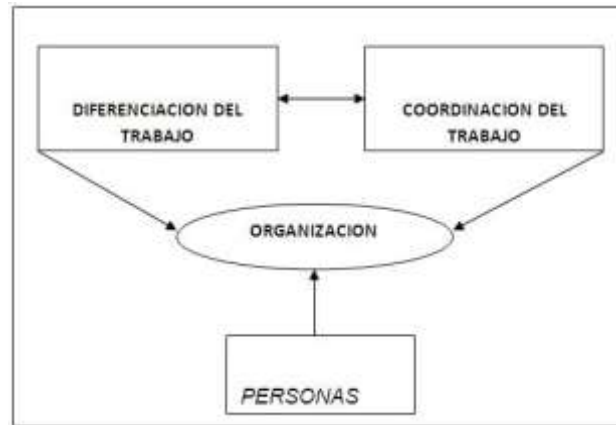 DIFERENCIACION DEL
TRABAJO
COORDINACION DEL
TRABAJO
ORGANIZACION
PERSONAS